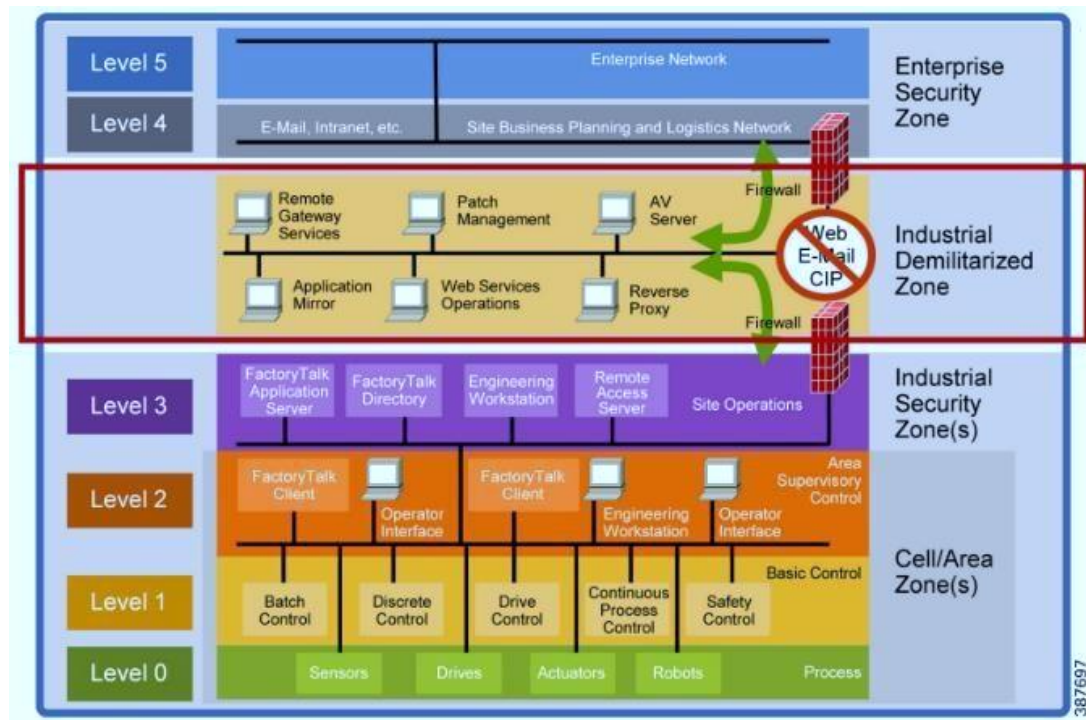 Level 5
Enterprise Network
Level 4
E-Mail, Intranet, etc.
Site Business Planning and Logistics Network
Enterprise
Security
Zone
Firewall
Remote
Gateway
Services
Patch
Management
AV
Server
Web
E-Mail
CIP
Application
Mirror
Web Services
Operations
Reverse
Proxy
Firewall
Industrial
Demilitarized
Zone
Level 3
FactoryTalk
Application
Server
FactoryTalk
Directory
Engineering
Workstation
Remote
Access
Server
Site Operations
Industrial
Security
Zone(s)
Level 2
FactoryTalk
Client
Operator
Interface
FactoryTalk
Client
Engineering
Workstation
Operator
Interface
Area
Supervisory
Control
Level 1
Batch
Control
Discrete
Control
Drive
Control
Continuous
Process
Control
Safety
Control
Basic Control
Cell/Area
Zone(s)
Level 0
Sensors
Drives
Actuators
Robots
Process
387697